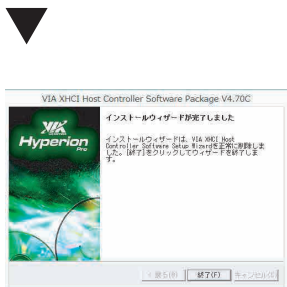 VIA XHCI Host Controller Software Package V4.70C
インストールウィザードが完了しました
VIA
Hyperion
Pro
インストールウィザードは、VIA XHCI Host
Controller Software Setup Wizardを正常に削除しま
した。「終了」をクリックしてウィザードを終了しま
す。
< 戻る(B)
終了(F)
キャンセル